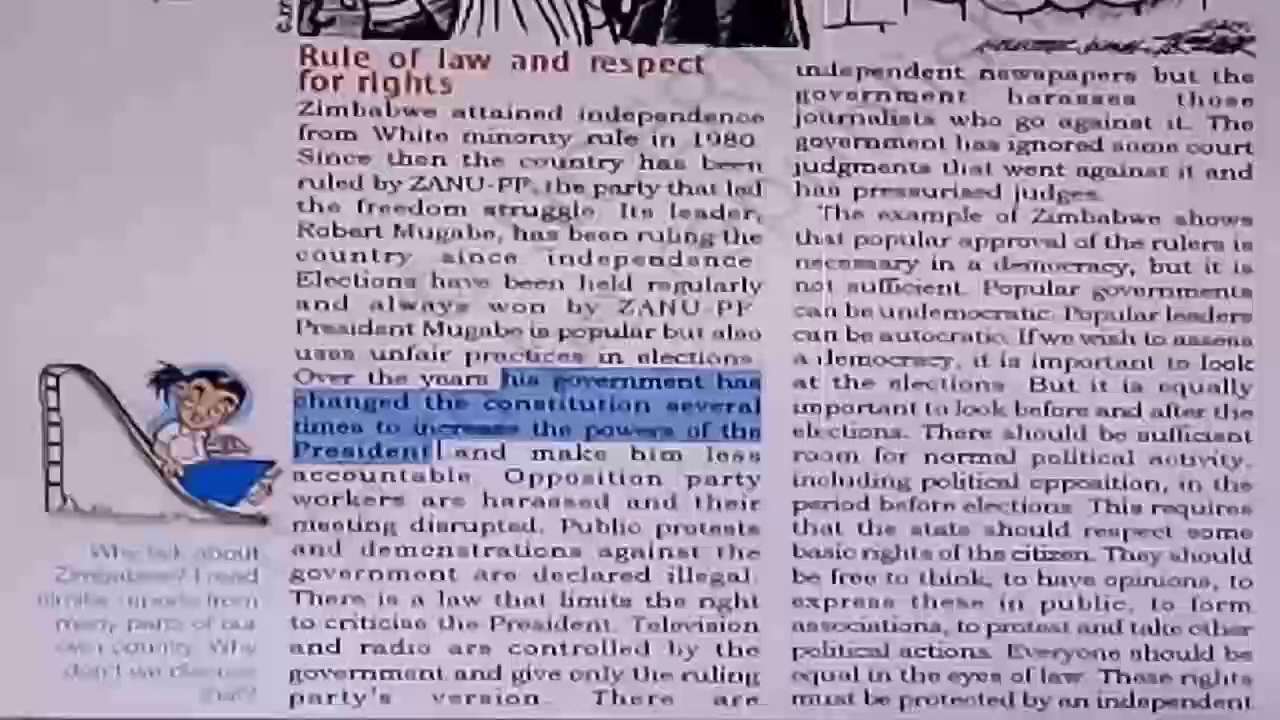 Rule of law and respect
for rights
Zimbabwe attained independence
from White minority rule in 1980.
Since then the country has been
ruled by ZANU-PF, the party that led
the freedom struggle. Its leader,
Robert Mugabe, has been ruling the
country since independence.
Elections have been held regularly
and always won by ZANU-PF.
President Mugabe is popular but also
uses unfair practices in elections.
Over the years his government has
changed the constitution several
times to increase the powers of the
President and make him less
accountable. Opposition party
workers are harassed and their
meeting disrupted. Public protests
and demonstrations against the
government are declared illegal.
There is a law that limits the right
to criticise the President. Television
and radio are controlled by the
government and give only the ruling
party's version. There are
independent newspapers but the
government harasses those
journalists who go against it. The
government has ignored some court
judgments that went against it and
has pressurised judges.
The example of Zimbabwe shows
that popular approval of the rulers is
necessary in a democracy, but it is
not sufficient. Popular governments
can be undemocratic. Popular leaders
can be autocratic. If we wish to assess
a democracy, it is important to look
at the elections. But it is equally
important to look before and after the
elections. There should be sufficient
room for normal political activity,
including political opposition, in the
period before elections. This requires
that the state should respect some
basic rights of the citizen. They should
be free to think, to have opinions, to
express these in public, to form
associations, to protest and take other
political actions. Everyone should be
equal in the eyes of law. These rights
must be protected by an independent
Why talk about
Zimbabwe? I read
similar reports from
many parts of our
own country. Why
don't we discuss
that?